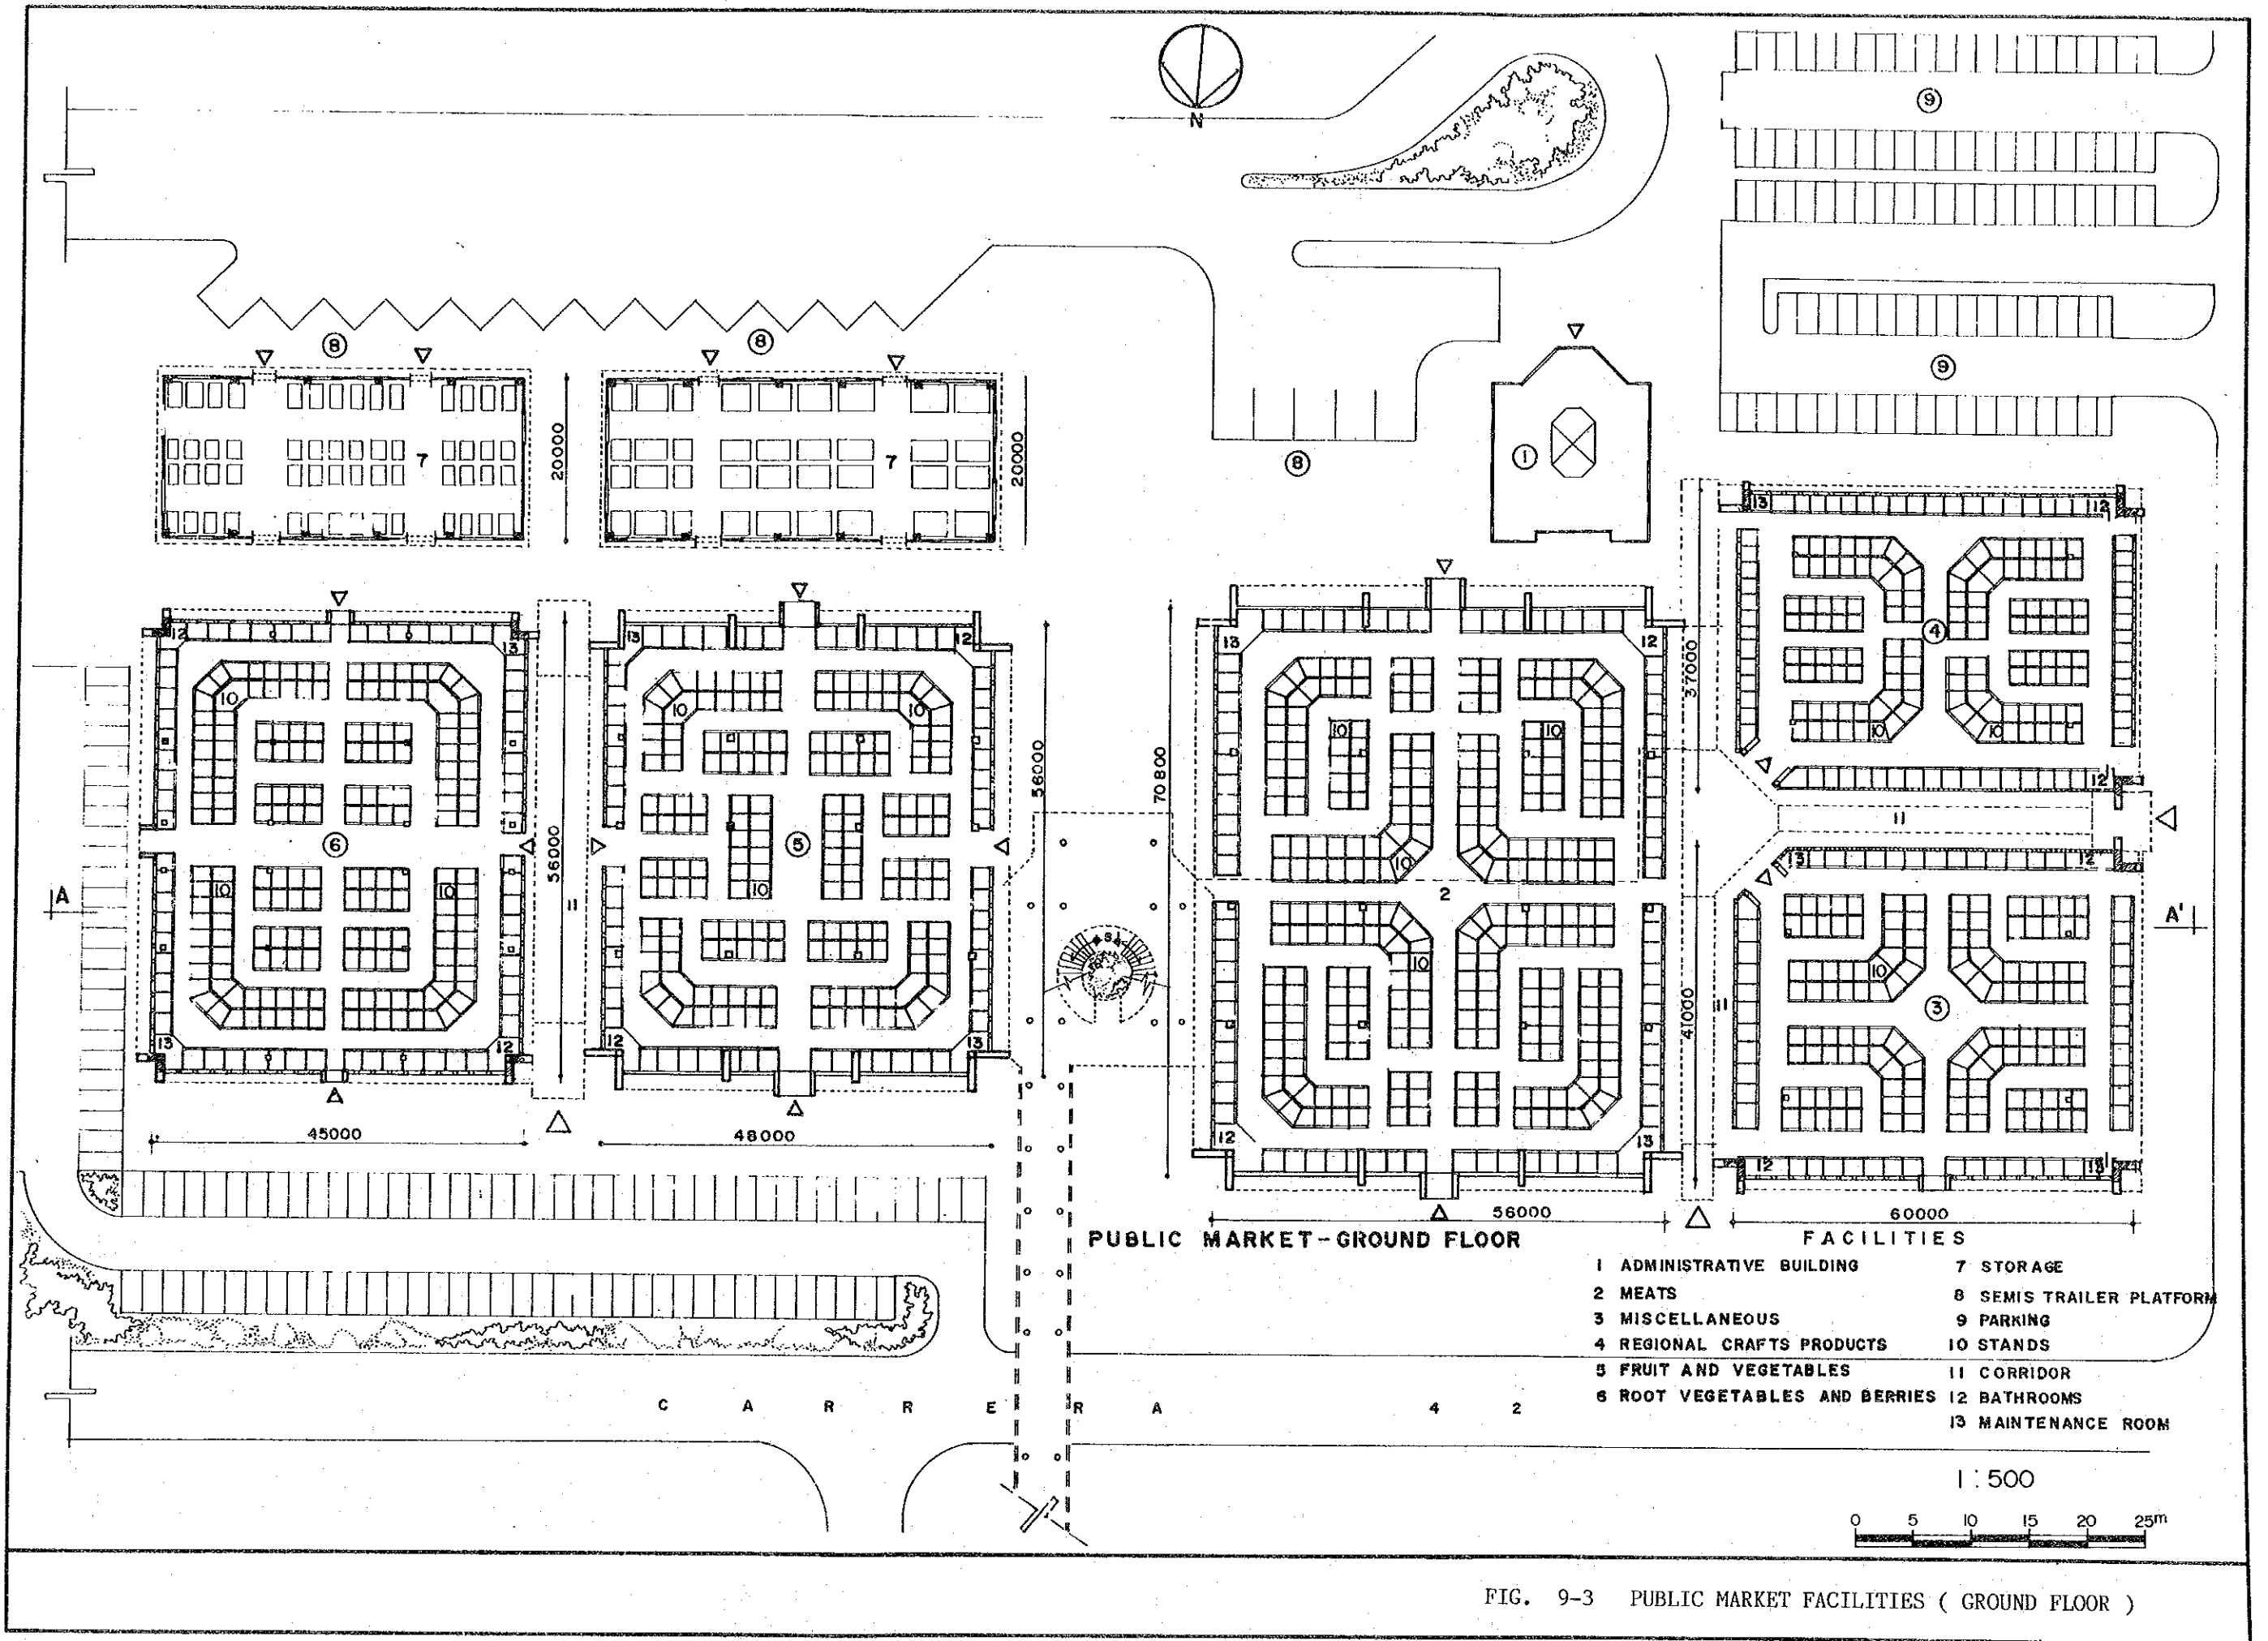 N
9
8
8
9
8
1
7
7
20000
20000
13
12
4
10
10
12
37000
12
13
10
6
10
10
13
12
56000
11
13
12
10
10
5
10
12
13
56000
70800
13
12
10
10
10
2
10
12
13
11
13
12
10
3
12
13
11
41000
A
A'
45000
48000
56000
60000
PUBLIC MARKET-GROUND FLOOR
FACILITIES
1 ADMINISTRATIVE BUILDING
2 MEATS
3 MISCELLANEOUS
4 REGIONAL CRAFTS PRODUCTS
5 FRUIT AND VEGETABLES
6 ROOT VEGETABLES AND BERRIES
7 STORAGE
8 SEMIS TRAILER PLATFORM
9 PARKING
10 STANDS
11 CORRIDOR
12 BATHROOMS
13 MAINTENANCE ROOM
CARRERA 42
1:500
0 5 10 15 20 25m
FIG. 9-3 PUBLIC MARKET FACILITIES ( GROUND FLOOR )